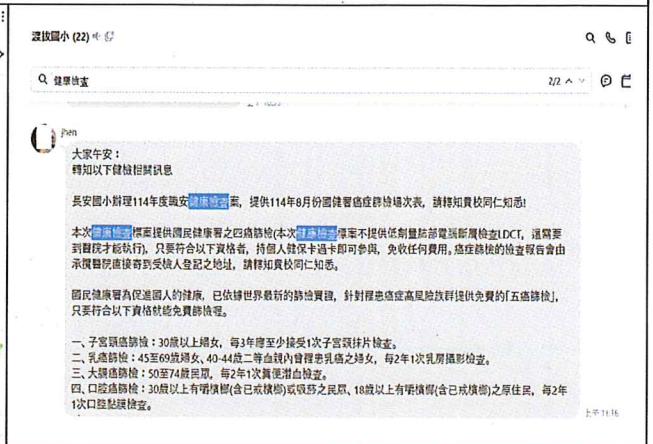 渡拔國小 (22)
健康檢查
2/2
jhen
大家午安：
轉知以下健檢相關訊息
長安國小辦理114年度職安健康檢查案，提供114年8月份國健署癌症篩檢場次表，請轉知貴校同仁知悉!
本次健康檢查標案提供國民健康署之四癌篩檢(本次健康檢查標案不提供低劑量肺部電腦斷層檢查LDCT，還需要
到醫院才能執行)，只要符合以下資格者，持個人健保卡過卡即可參與，免收任何費用。癌症篩檢的檢查報告會由
承攬醫院直接寄到受檢人登記之地址，請轉知貴校同仁知悉。
國民健康署為促進國人的健康，已依據世界最新的篩檢實證，針對罹患癌症高風險族群提供免費的「五癌篩檢」，
只要符合以下資格就能免費篩檢喔。
一、子宮頸癌篩檢：30歲以上婦女，每3年應至少接受1次子宮頸抹片檢查。
二、乳癌篩檢：45至69歲婦女、40-44歲二等血親內曾罹患乳癌之婦女，每2年1次乳房攝影檢查。
三、大腸癌篩檢：50至74歲民眾，每2年1次糞便潛血檢查。
四、口腔癌篩檢：30歲以上有嚼檳榔(含已戒檳榔)或吸菸之民眾、18歲以上有嚼檳榔(含已戒檳榔)之原住民，每2年
1次口腔黏膜檢查。
上午 11:16